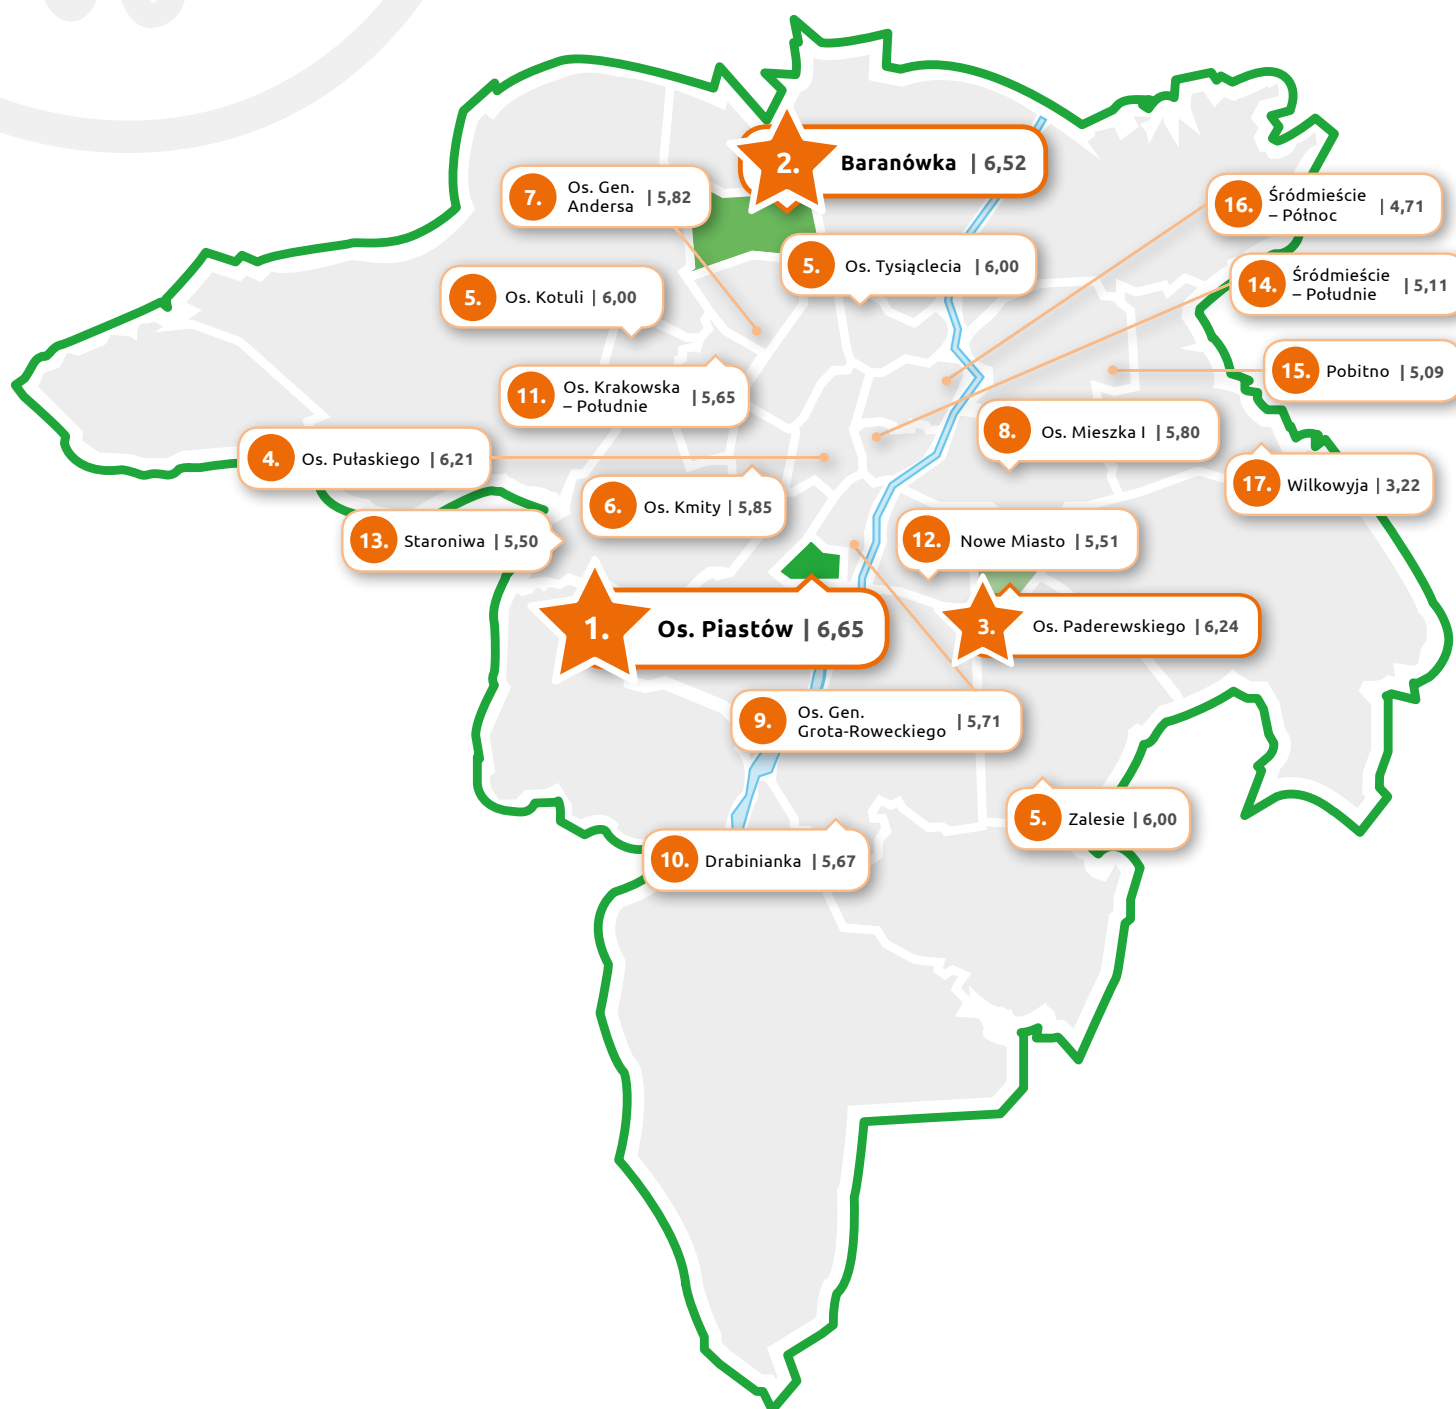 2. Baranówka | 6,52
7. Os. Gen.
Andersa | 5,82
16. Śródmieście
– Północ | 4,71
5. Os. Tysiąclecia | 6,00
14. Śródmieście
– Południe | 5,11
5. Os. Kotuli | 6,00
15. Pobitno | 5,09
11. Os. Krakowska
– Południe | 5,65
8. Os. Mieszka I | 5,80
4. Os. Pułaskiego | 6,21
17. Wilkowyja | 3,22
6. Os. Kmity | 5,85
13. Staroniwa | 5,50
12. Nowe Miasto | 5,51
1. Os. Piastów | 6,65
3. Os. Paderewskiego | 6,24
9. Os. Gen.
Grota-Roweckiego | 5,71
5. Zalesie | 6,00
10. Drabinianka | 5,67